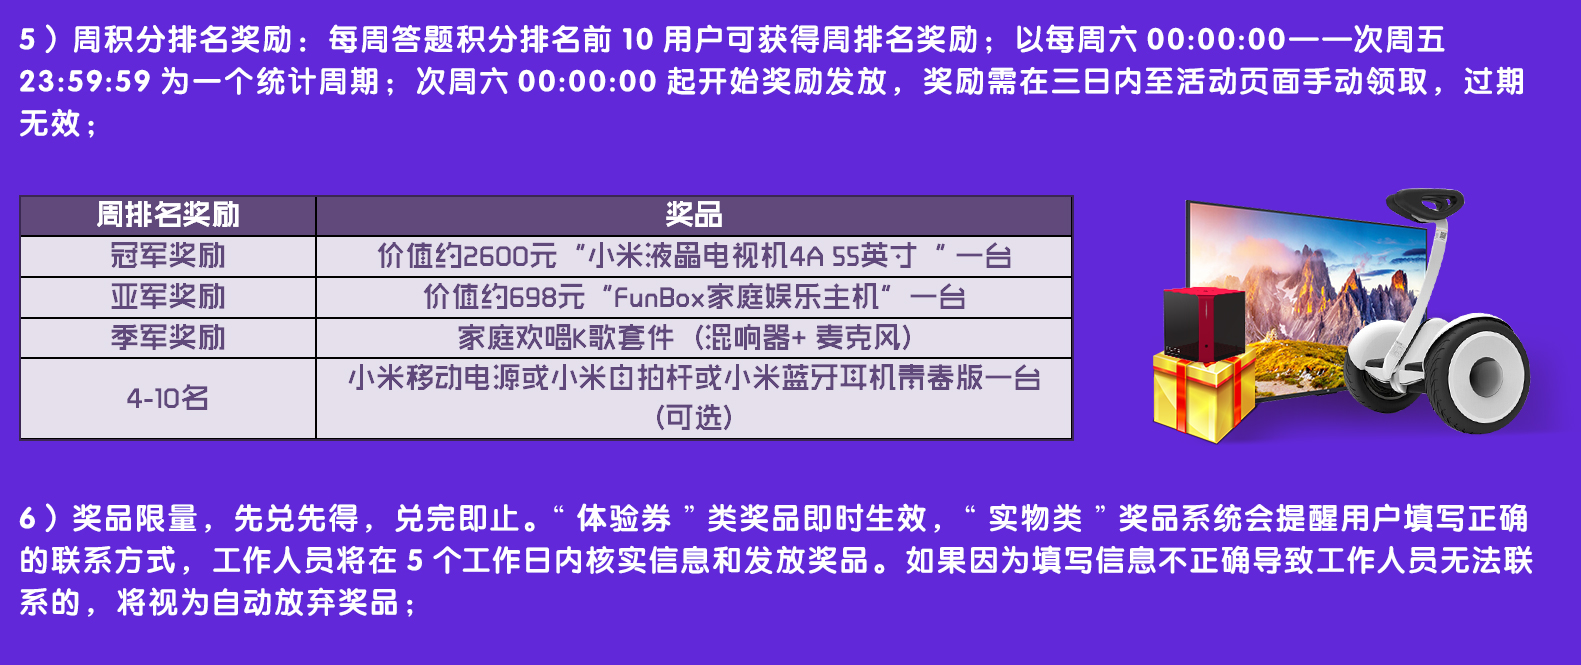 5）周积分排名奖励：每周答题积分排名前 10 用户可获得周排名奖励；以每周六 00:00:00——次周五
23:59:59 为一个统计周期；次周六 00:00:00 起开始奖励发放，奖励需在三日内至活动页面手动领取，过期
无效；
周排名奖励 奖品
冠军奖励 价值约2600元“小米液晶电视机4A 55英寸 ”一台
亚军奖励 价值约698元“FunBox家庭娱乐主机”一台
季军奖励 家庭欢唱K歌套件（混响器+ 麦克风）
4-10名 小米移动电源或小米自拍杆或小米蓝牙耳机青春版一台
(可选)
6）奖品限量，先兑先得，兑完即止。“ 体验券 ”类奖品即时生效，“ 实物类 ”奖品系统会提醒用户填写正确
的联系方式，工作人员将在 5 个工作日内核实信息和发放奖品。如果因为填写信息不正确导致工作人员无法联
系的，将视为自动放弃奖品；